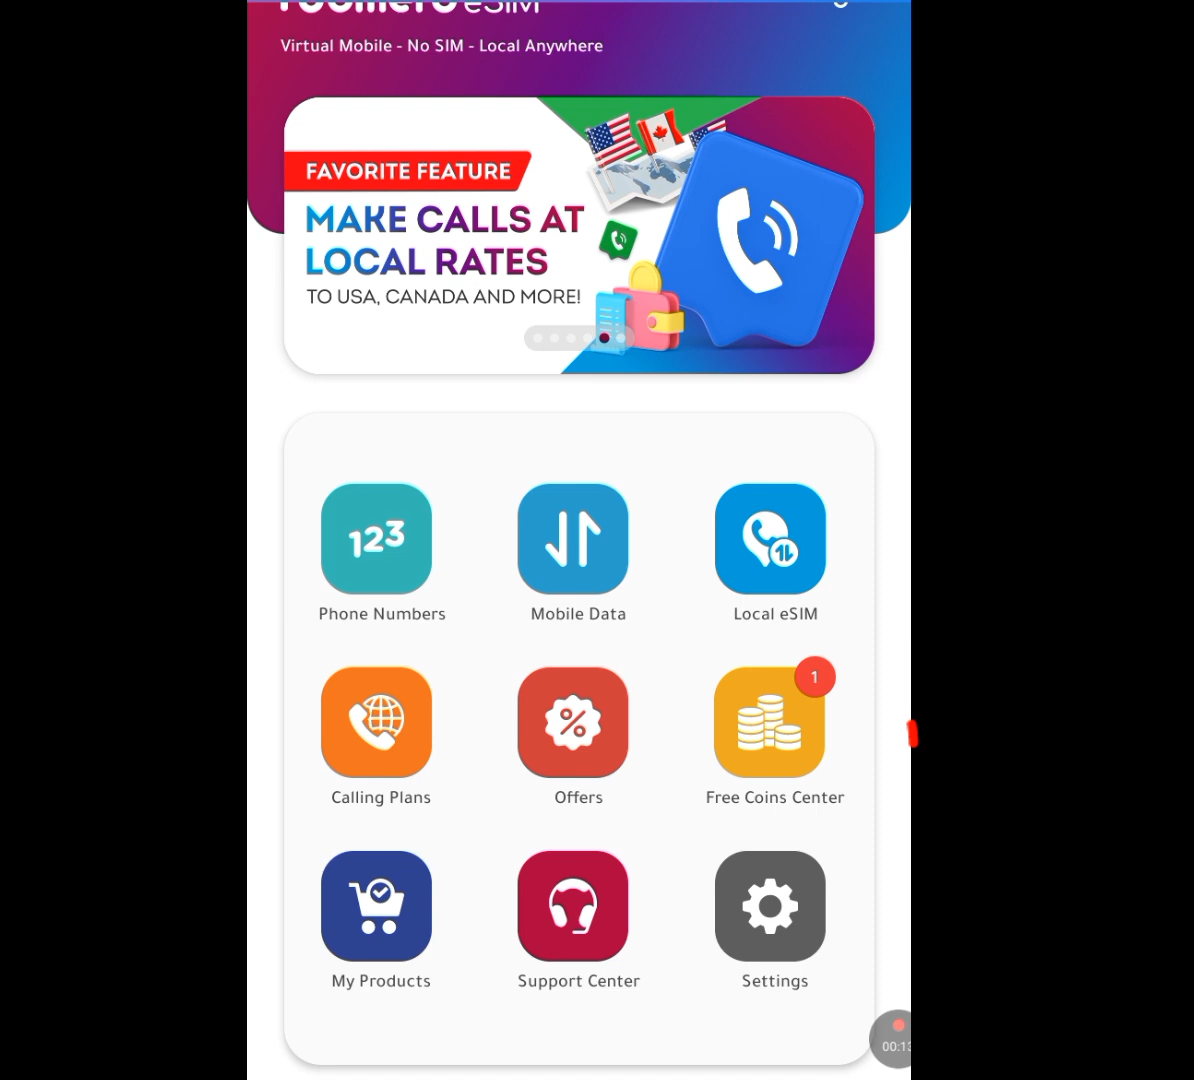 eSIM
Virtual Mobile - No SIM - Local Anywhere
FAVORITE FEATURE
MAKE CALLS AT
LOCAL RATES
TO USA, CANADA AND MORE!
123
Phone Numbers
Mobile Data
Local eSIM
Calling Plans
%
Offers
1
Free Coins Center
My Products
Support Center
Settings